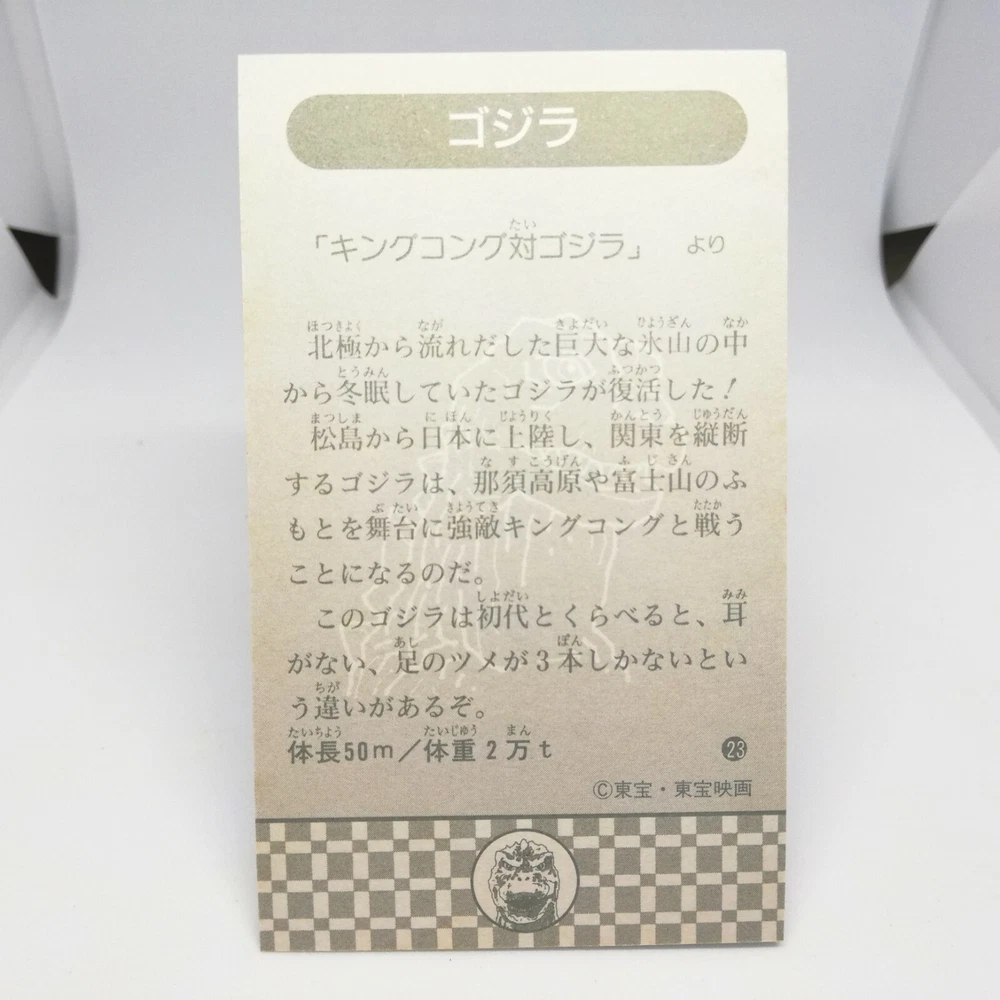 ゴジラ
「キングコング対ゴジラ」 より
北極から流れだした巨大な氷山の中
から冬眠していたゴジラが復活した！
松島から日本に上陸し、関東を縦断
するゴジラは、那須高原や富士山のふ
もとを舞台に強敵キングコングと戦う
ことになるのだ。
このゴジラは初代とくらべると、耳
がない、足のツメが3本しかないとい
う違いがあるぞ。
体長50m／体重2万t
23
©東宝・東宝映画